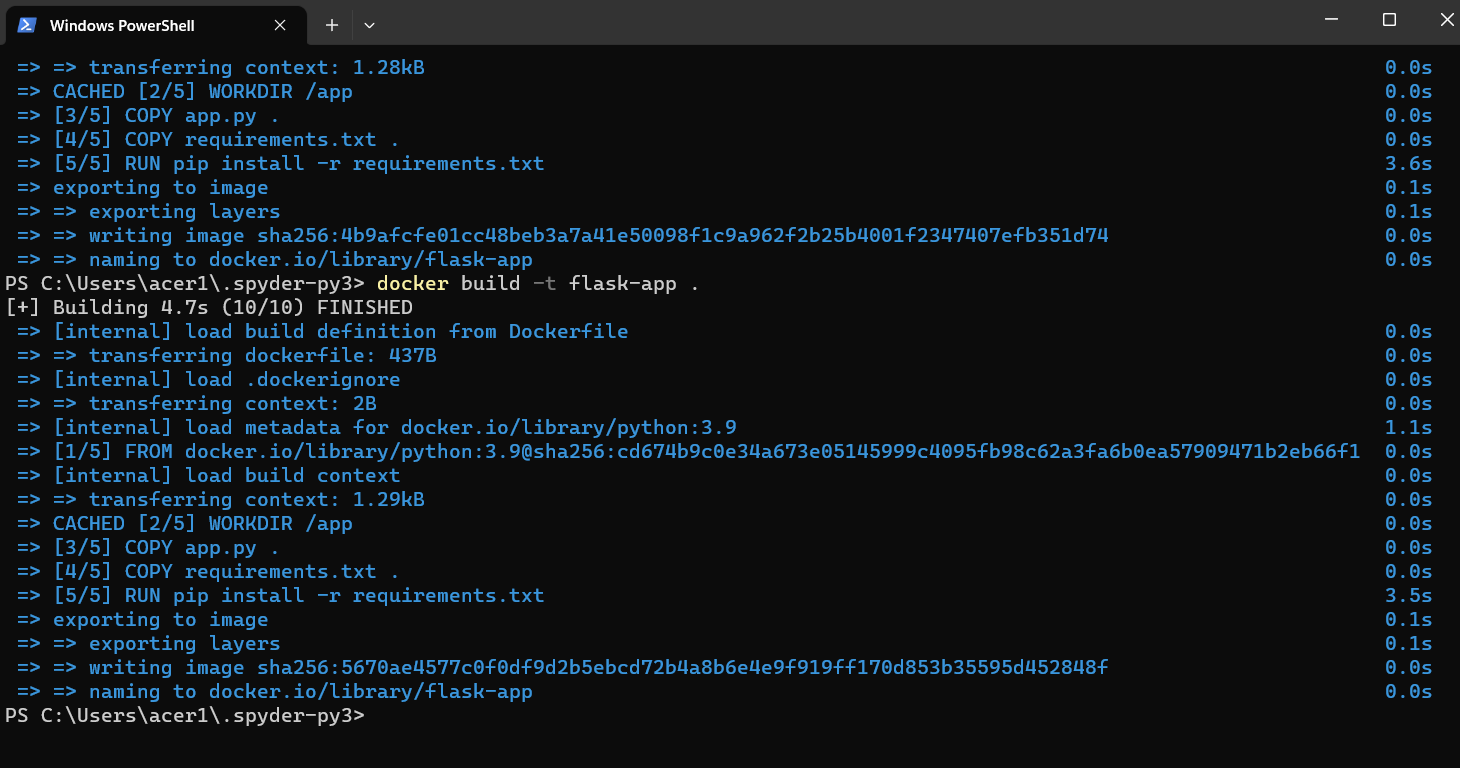 Windows PowerShell
=> => transferring context: 1.28kB 0.0s
=> CACHED [2/5] WORKDIR /app 0.0s
=> [3/5] COPY app.py . 0.0s
=> [4/5] COPY requirements.txt . 0.0s
=> [5/5] RUN pip install -r requirements.txt 3.6s
=> exporting to image 0.1s
=> => exporting layers 0.1s
=> => writing image sha256:4b9afcfe01cc48beb3a7a41e50098f1c9a962f2b25b4001f2347407efb351d74 0.0s
=> => naming to docker.io/library/flask-app 0.0s
PS C:\Users\acer1\.spyder-py3> docker build -t flask-app .
[+] Building 4.7s (10/10) FINISHED
=> [internal] load build definition from Dockerfile 0.0s
=> => transferring dockerfile: 437B 0.0s
=> [internal] load .dockerignore 0.0s
=> => transferring context: 2B 0.0s
=> [internal] load metadata for docker.io/library/python:3.9 1.1s
=> [1/5] FROM docker.io/library/python:3.9@sha256:cd674b9c0e34a673e05145999c4095fb98c62a3fa6b0ea57909471b2eb66f1 0.0s
=> [internal] load build context 0.0s
=> => transferring context: 1.29kB 0.0s
=> CACHED [2/5] WORKDIR /app 0.0s
=> [3/5] COPY app.py . 0.0s
=> [4/5] COPY requirements.txt . 0.0s
=> [5/5] RUN pip install -r requirements.txt 3.5s
=> exporting to image 0.1s
=> => exporting layers 0.1s
=> => writing image sha256:5670ae4577c0f0df9d2b5ebcd72b4a8b6e4e9f919ff170d853b35595d452848f 0.0s
=> => naming to docker.io/library/flask-app 0.0s
PS C:\Users\acer1\.spyder-py3>